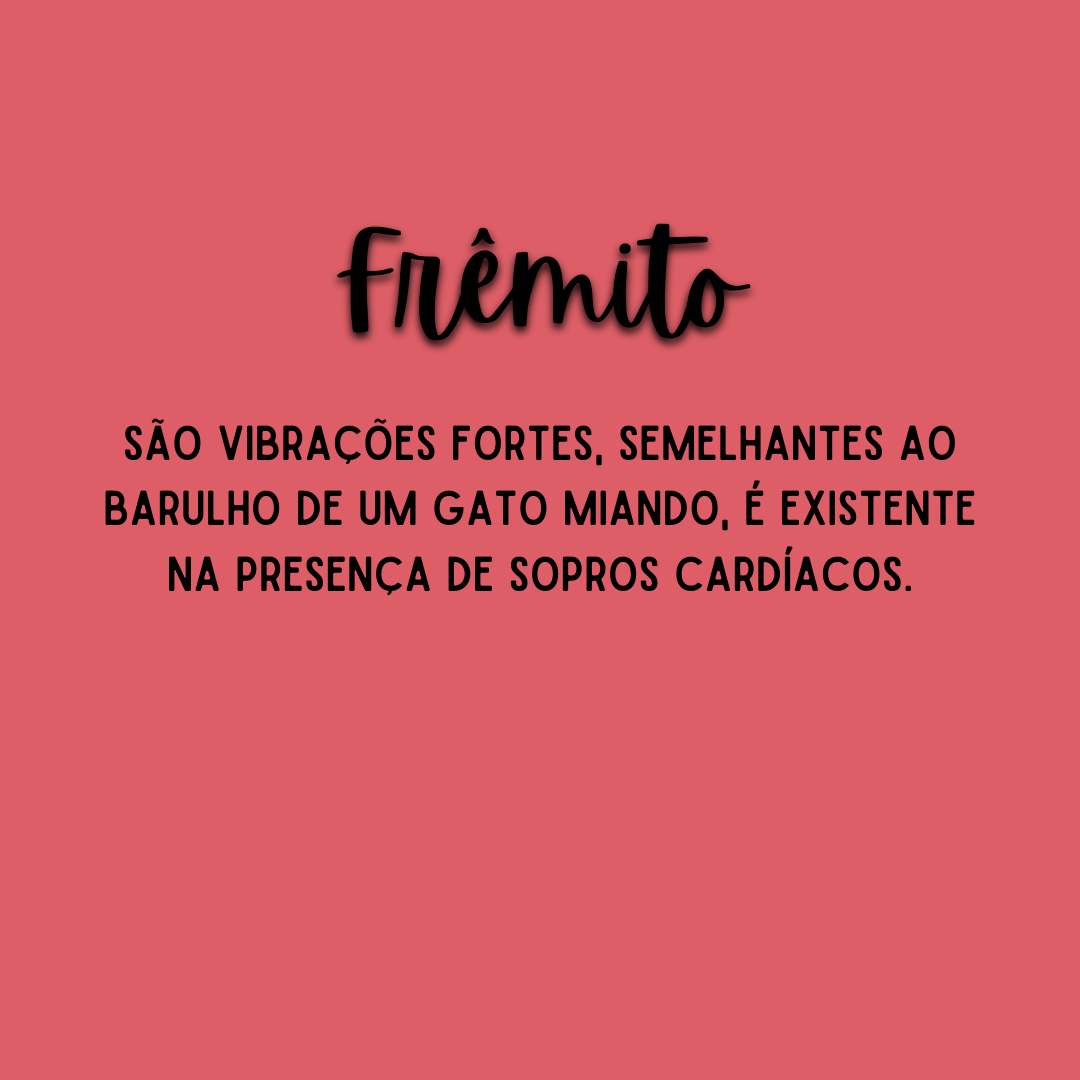 Frêmito
SÃO VIBRAÇÕES FORTES, SEMELHANTES AO
BARULHO DE UM GATO MIANDO, É EXISTENTE
NA PRESENÇA DE SOPROS CARDÍACOS.